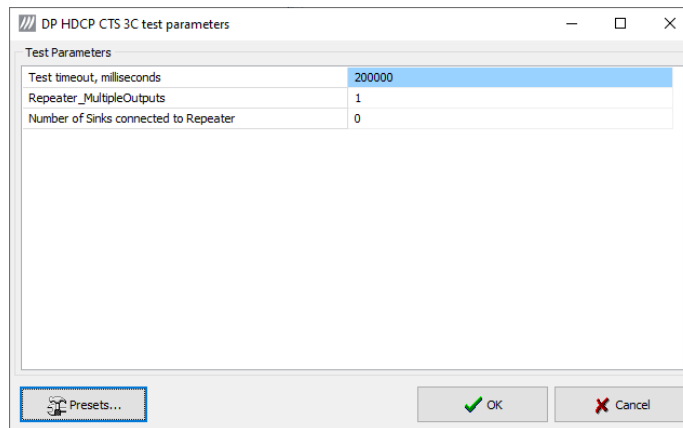 DP HDCP CTS 3C test parameters
Test Parameters
Test timeout, milliseconds 200000
Repeater_MultipleOutputs 1
Number of Sinks connected to Repeater 0
Presets... OK Cancel